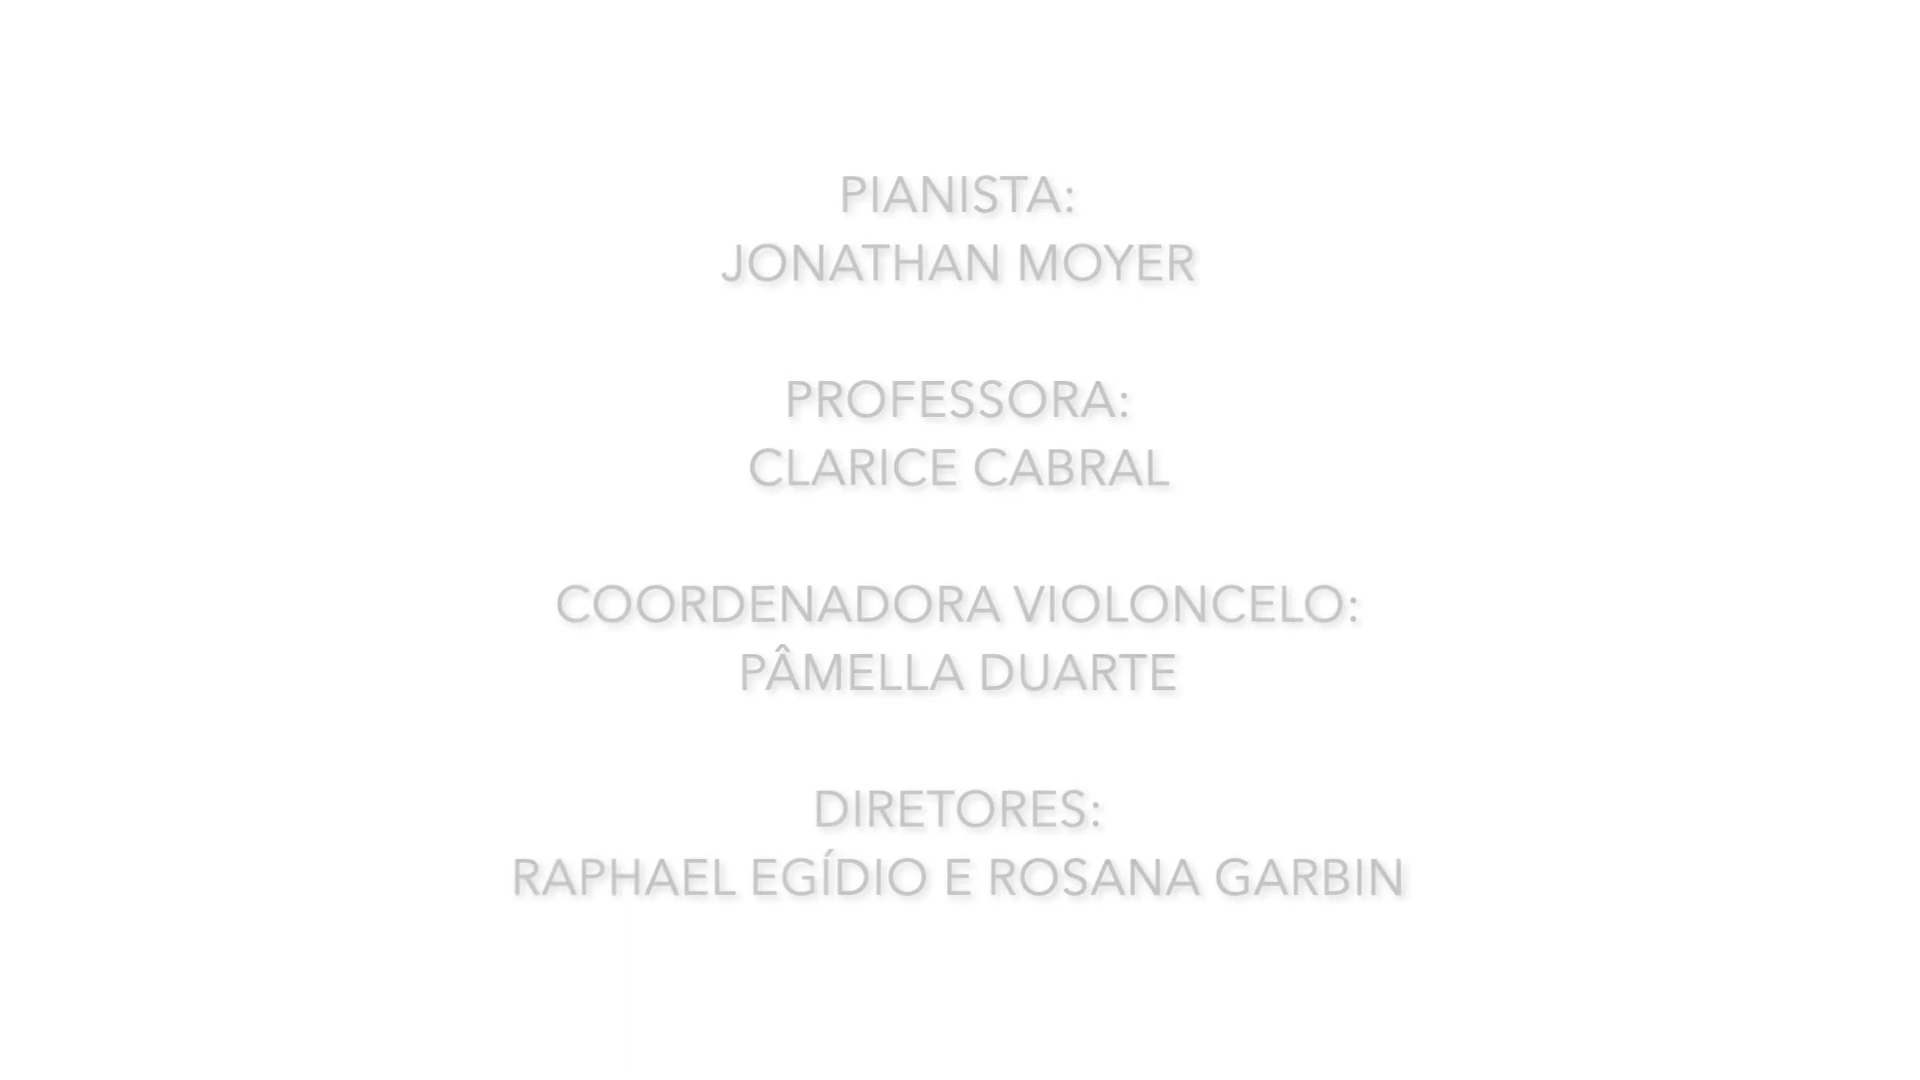 PIANISTA:
JONATHAN MOYER
PROFESSORA:
CLARICE CABRAL
COORDENADORA VIOLONCELO:
PÂMELLA DUARTE
DIRETORES:
RAPHAEL EGÍDIO E ROSANA GARBIN